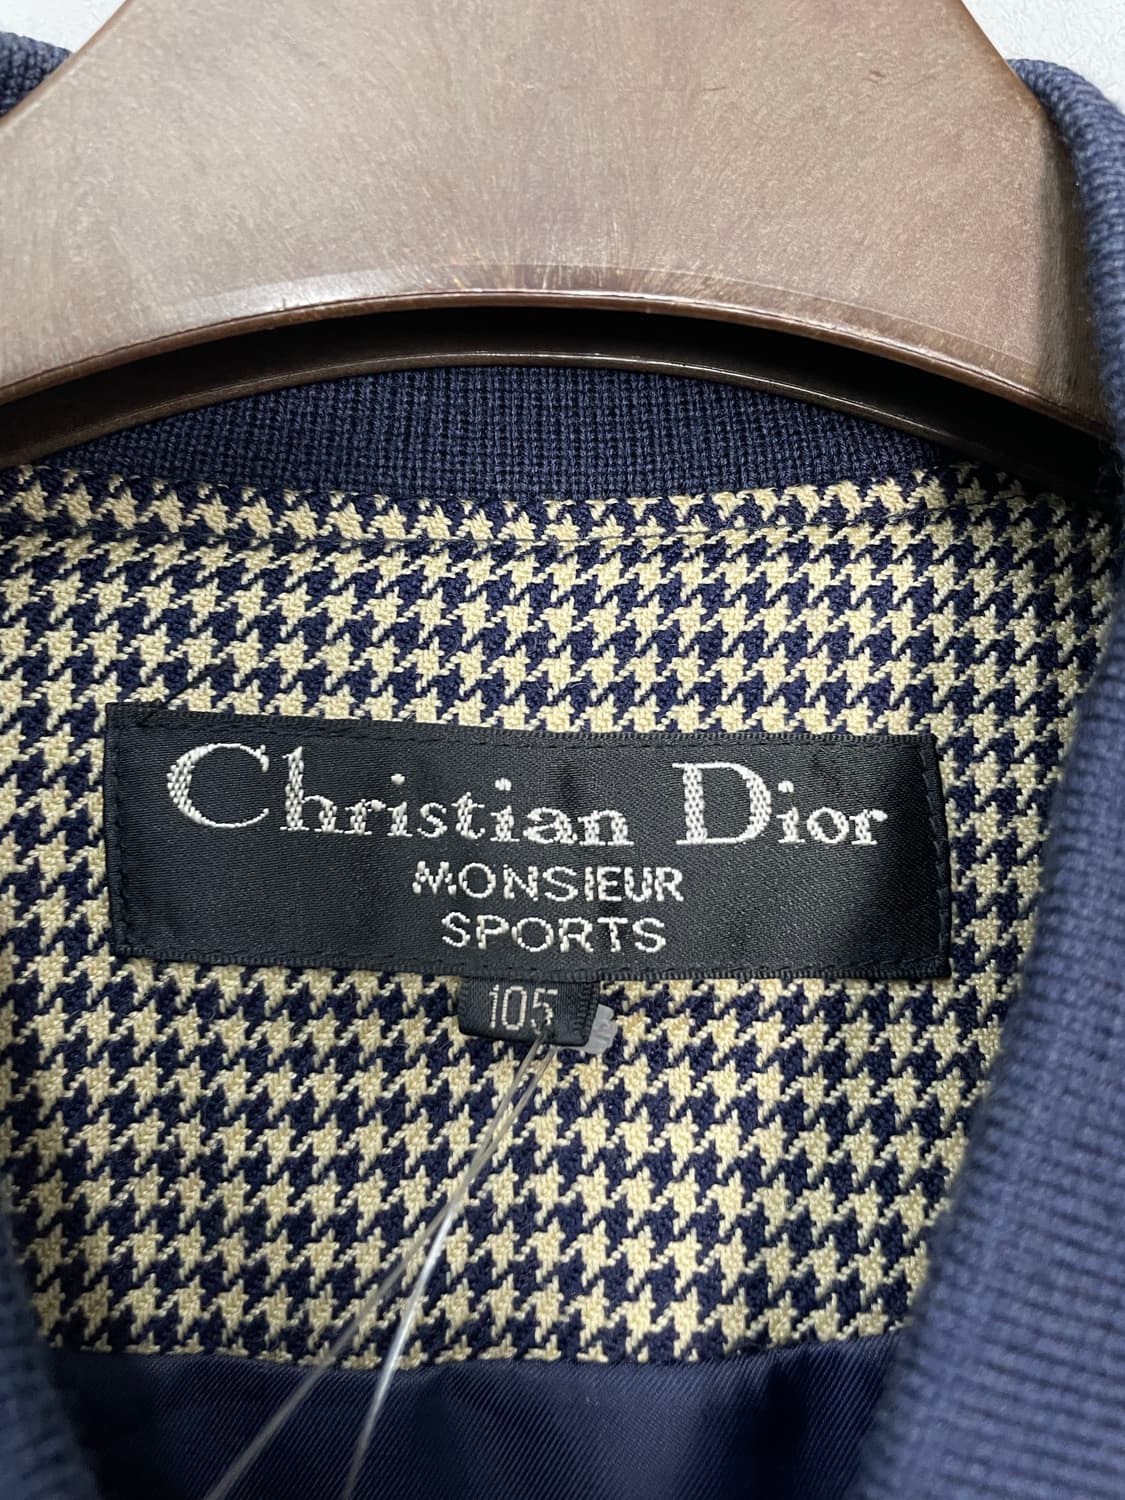 Christian Dior
MONSIEUR
SPORTS
105